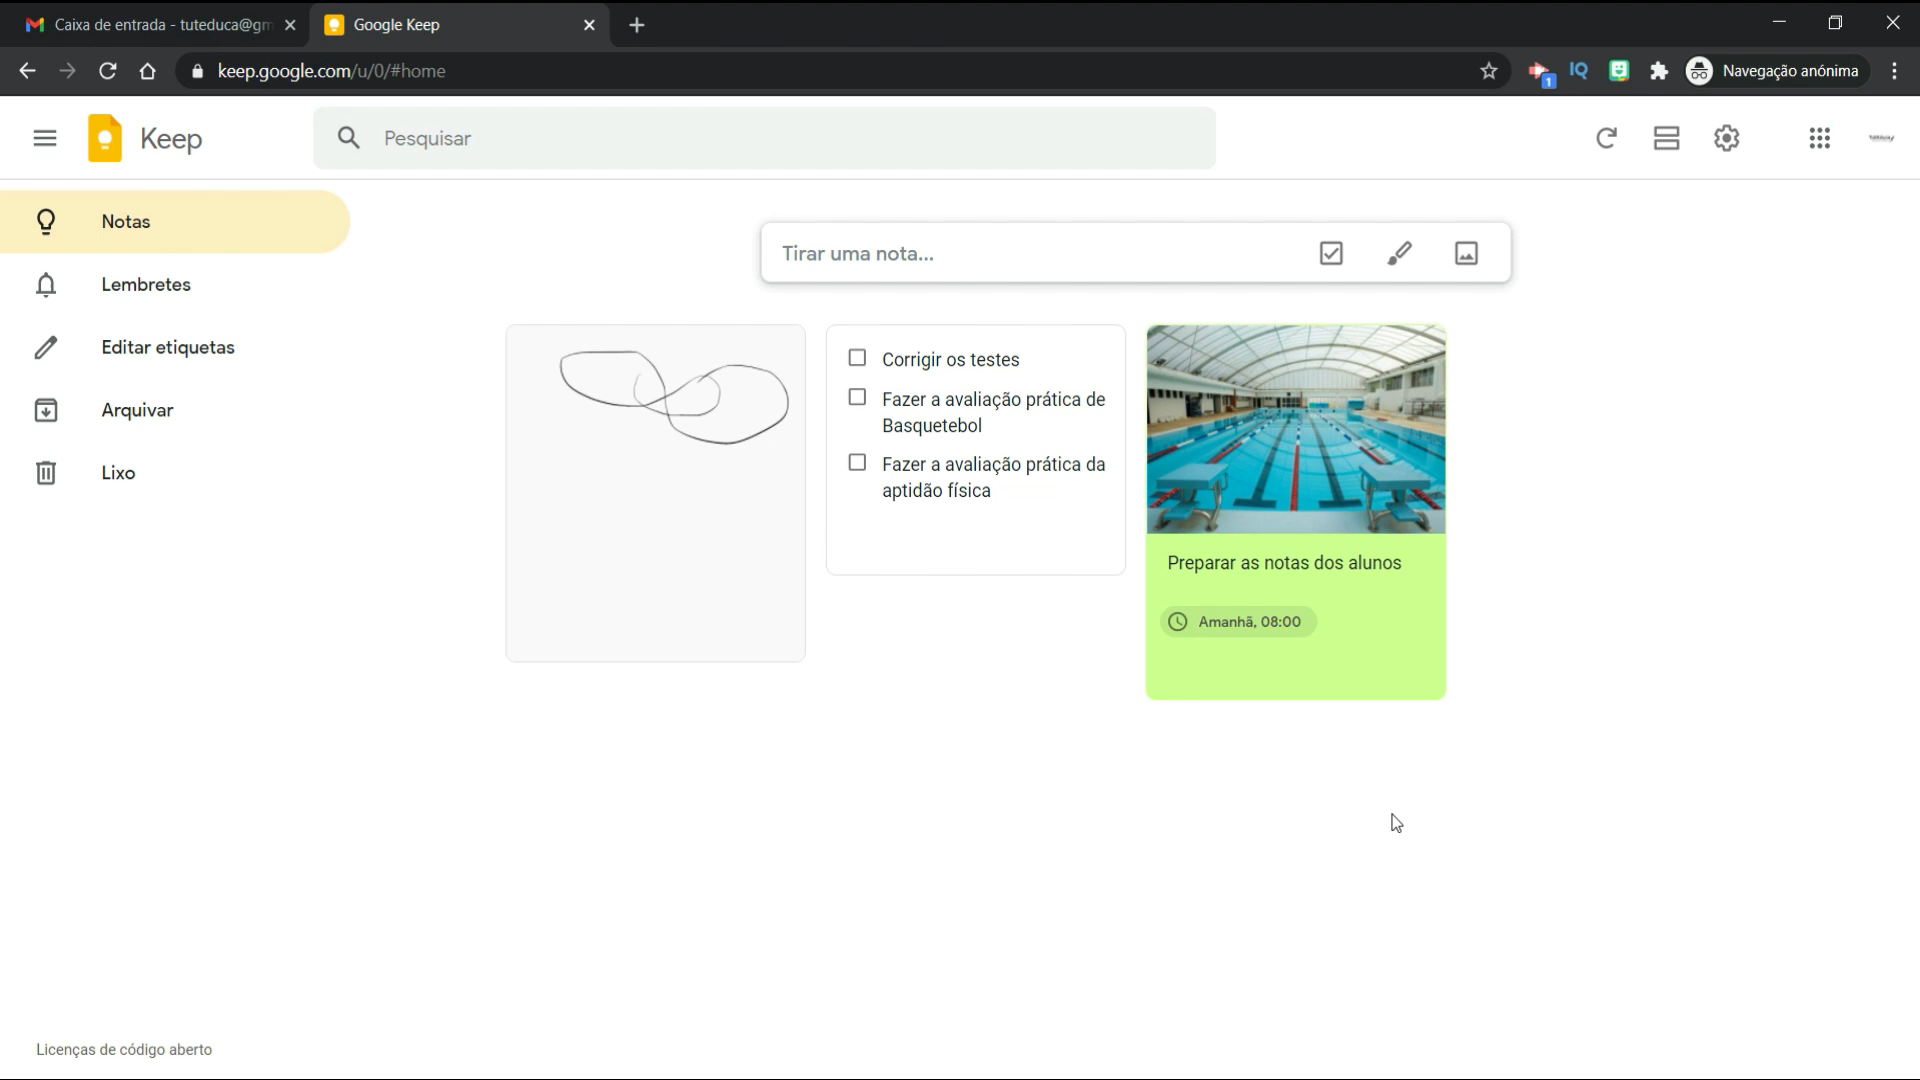 Caixa de entrada - tuteduca@gm
Google Keep
keep.google.com/u/0/#home
1
IQ
Navegação anónima
Keep
Pesquisar
Notas
Lembretes
Editar etiquetas
Arquivar
Lixo
Tirar uma nota...
Corrigir os testes
Fazer a avaliação prática de
Basquetebol
Fazer a avaliação prática da
aptidão física
Preparar as notas dos alunos
Amanhã, 08:00
Licenças de código aberto